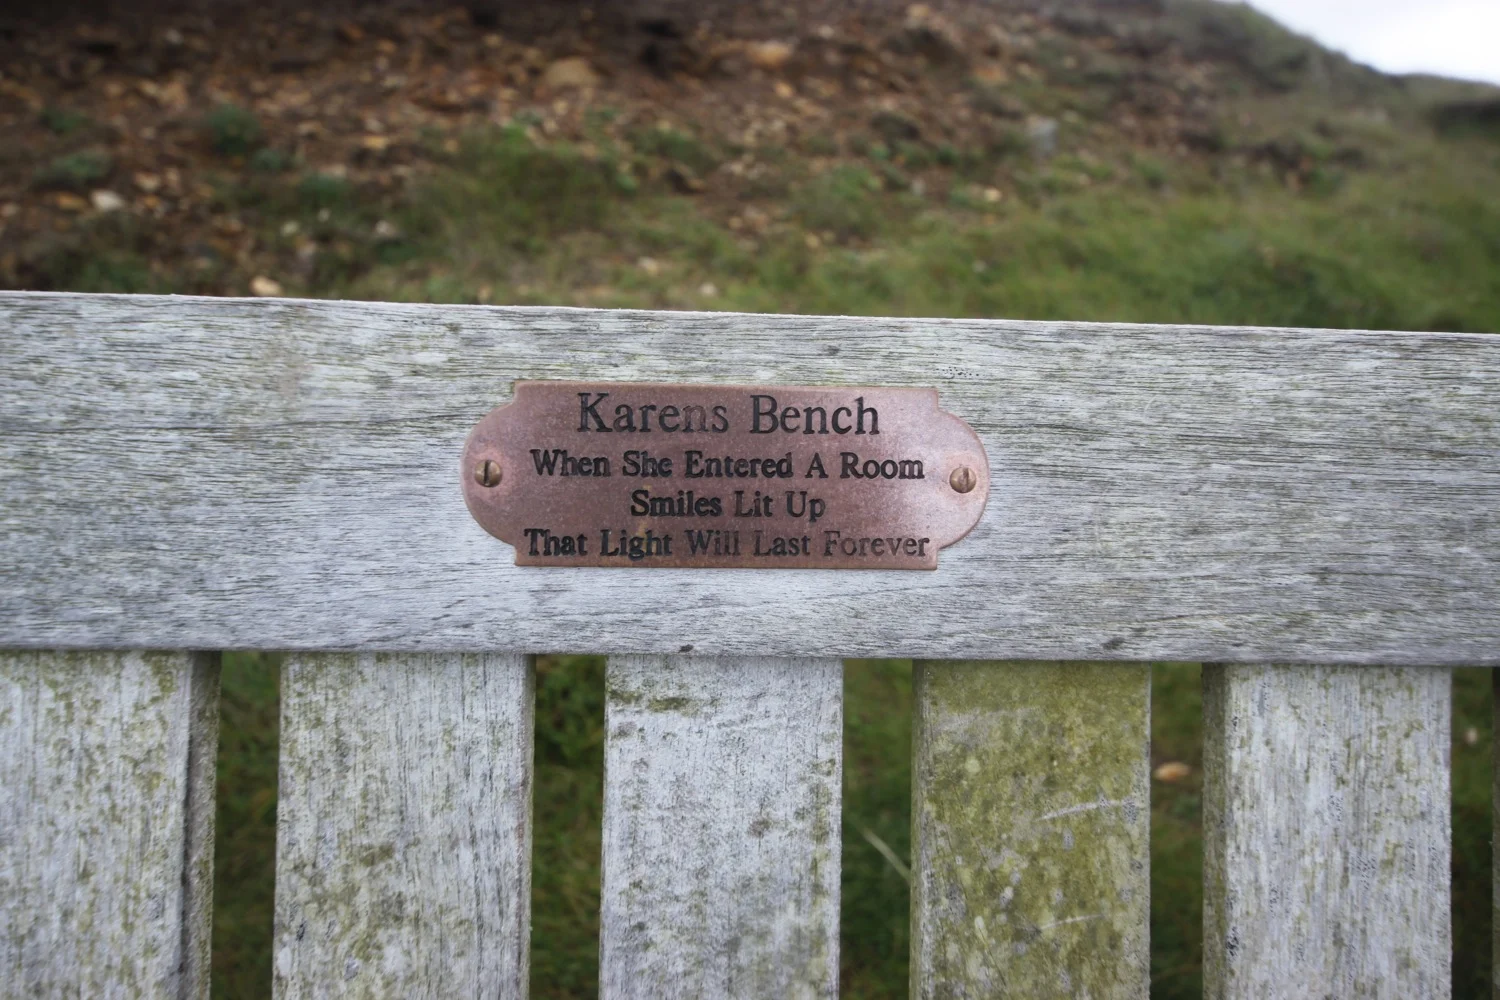 Karens Bench
When She Entered A Room
Smiles Lit Up
That Light Will Last Forever